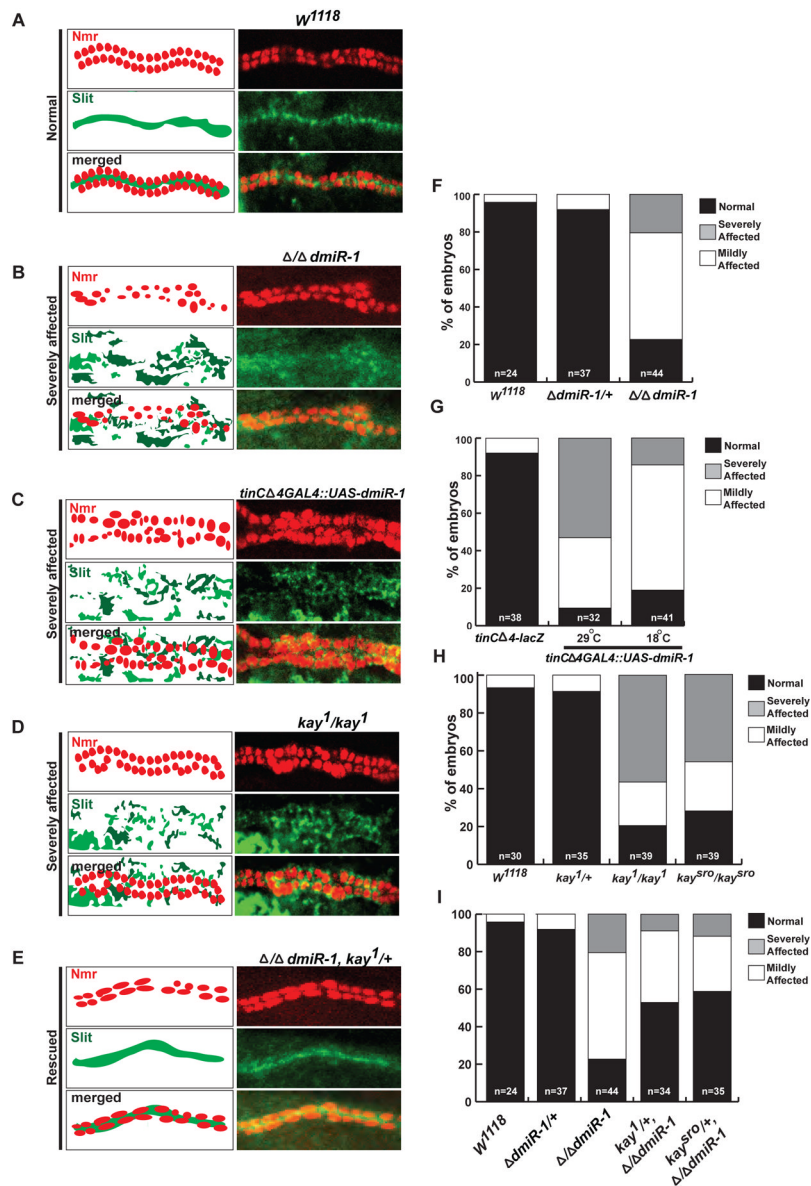 A
W1118
Normal
Nmr
Slit
merged
B
Δ/Δ dmiR-1
Severely affected
Nmr
Slit
merged
C
tinCΔ4GAL4::UAS-dmiR-1
Severely affected
Nmr
Slit
merged
D
kay1/kay1
Severely affected
Nmr
Slit
merged
E
Δ/Δ dmiR-1, kay1/+
Rescued
Nmr
Slit
merged
F
% of embryos
100
80
60
40
20
0
n=24
n=37
n=44
W1118
ΔdmiR-1/+
Δ/Δ dmiR-1
Normal
Severely
Affected
Mildly
Affected
G
% of embryos
100
80
60
40
20
0
n=38
n=32
n=41
tinCΔ4-lacZ
29°C
18°C
tinCΔ4GAL4::UAS-dmiR-1
Normal
Severely
Affected
Mildly
Affected
H
% of embryos
100
80
60
40
20
0
n=30
n=35
n=39
n=39
W1118
kay1/+
kay1/kay1
kaysro/kaysro
Normal
Severely
Affected
Mildly
Affected
I
% of embryos
100
80
60
40
20
0
n=24
n=37
n=44
n=34
n=35
W1118
ΔdmiR-1/+
Δ/ΔdmiR-1
kay1/+,
Δ/ΔdmiR-1
kaysro/+,
Δ/ΔdmiR-1
Normal
Severely
Affected
Mildly
Affected